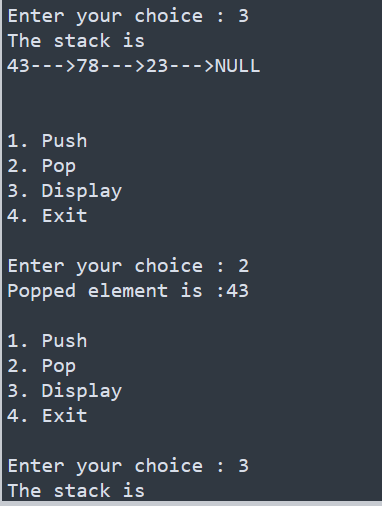 Enter your choice : 3
The stack is
43--->78--->23--->NULL
1. Push
2. Pop
3. Display
4. Exit
Enter your choice : 2
Popped element is :43
1. Push
2. Pop
3. Display
4. Exit
Enter your choice : 3
The stack is